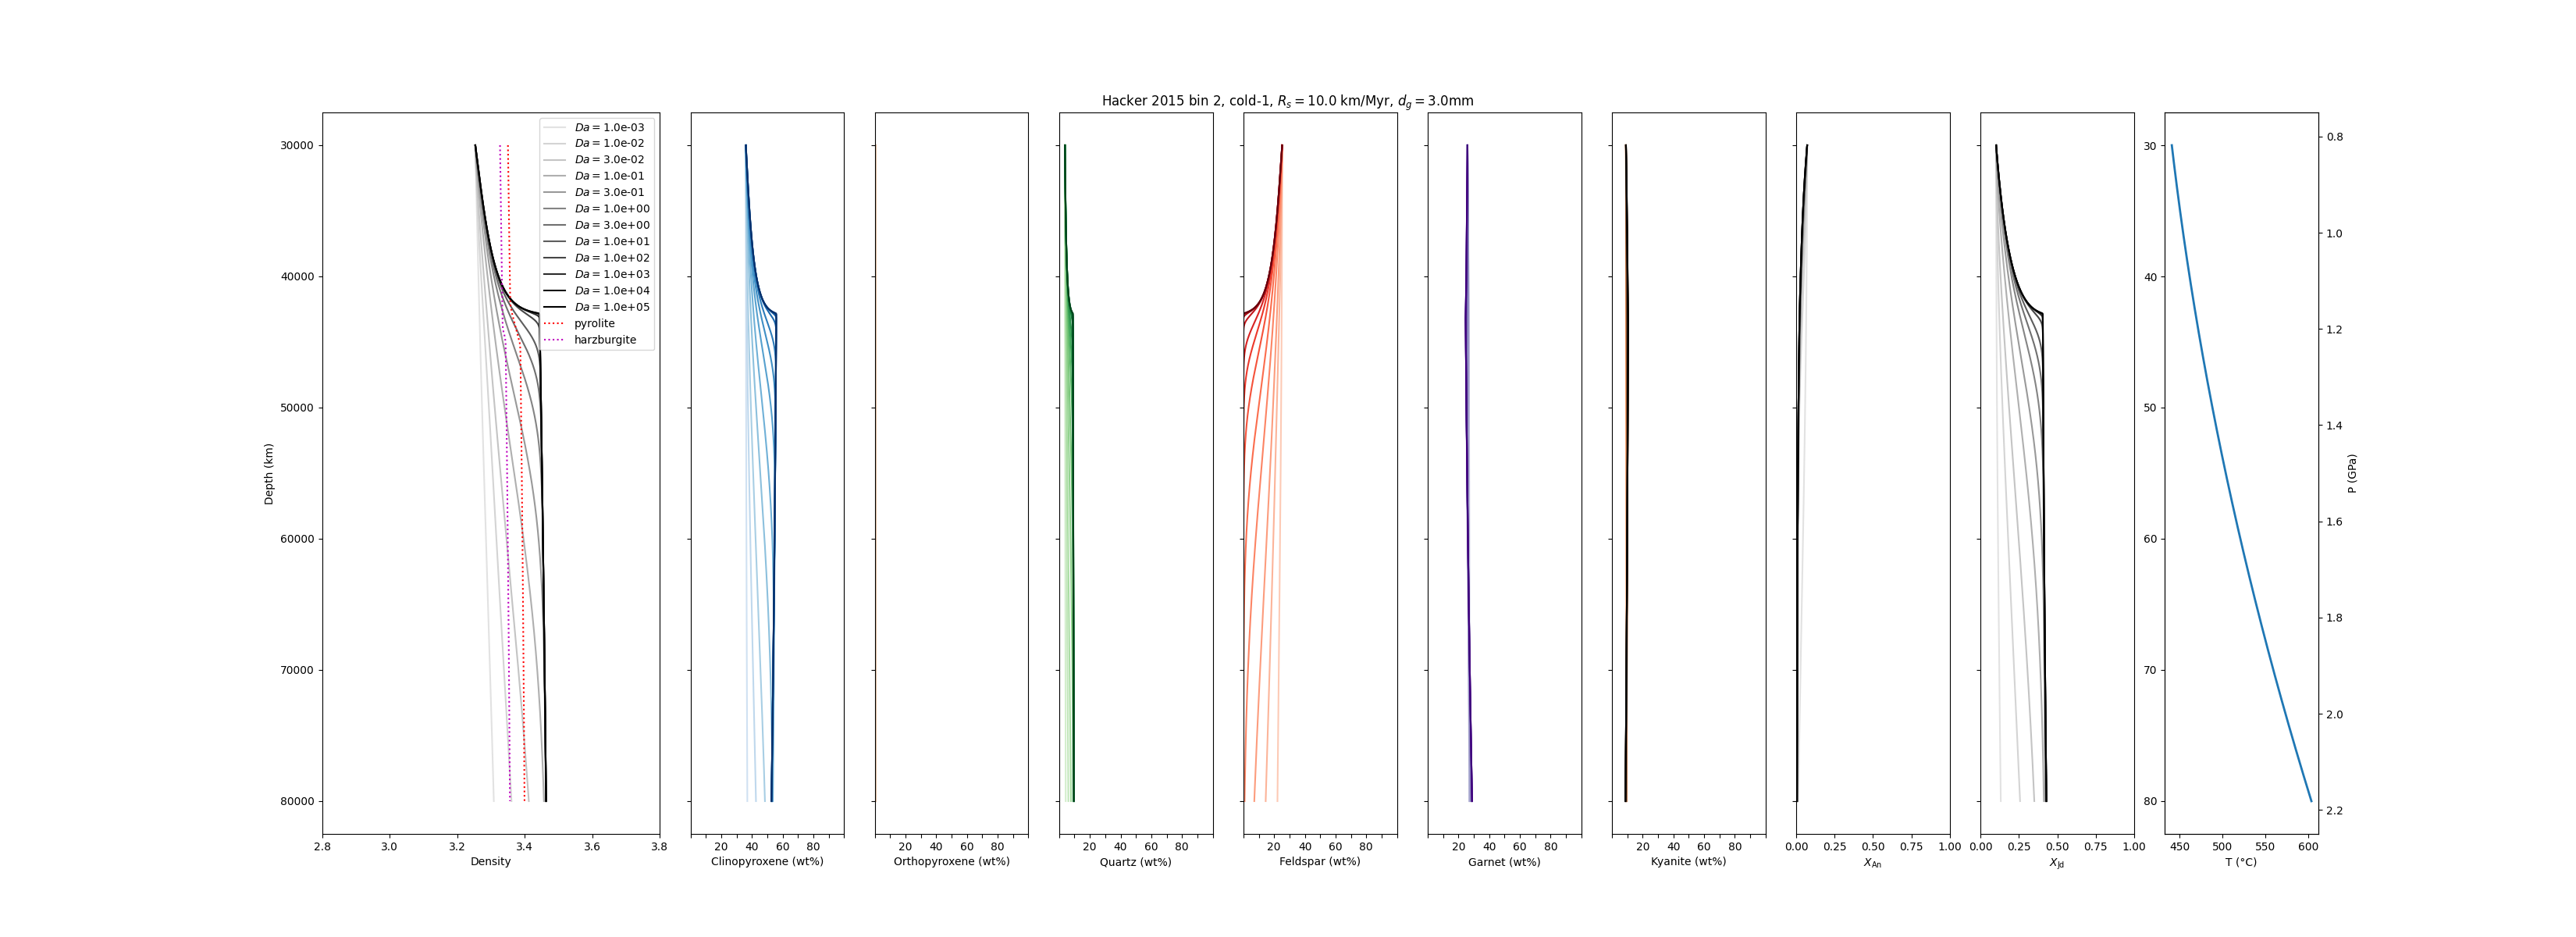 Hacker 2015 bin 2, cold-1, R_s = 10.0 km/Myr, d_g = 3.0mm
Da = 1.0e-03
Da = 1.0e-02
Da = 3.0e-02
Da = 1.0e-01
Da = 3.0e-01
Da = 1.0e+00
Da = 3.0e+00
Da = 1.0e+01
Da = 1.0e+02
Da = 1.0e+03
Da = 1.0e+04
Da = 1.0e+05
pyrolite
harzburgite
Depth (km)
30000
40000
50000
60000
70000
80000
2.8 3.0 3.2 3.4 3.6 3.8
Density
20 40 60 80
Clinopyroxene (wt%)
20 40 60 80
Orthopyroxene (wt%)
20 40 60 80
Quartz (wt%)
20 40 60 80
Feldspar (wt%)
20 40 60 80
Garnet (wt%)
20 40 60 80
Kyanite (wt%)
0.00 0.25 0.50 0.75 1.00
X_An
0.00 0.25 0.50 0.75 1.00
X_Jd
30
40
50
60
70
80
450 500 550 600
T (°C)
0.8
1.0
1.2
1.4
1.6
1.8
2.0
2.2
P (GPa)